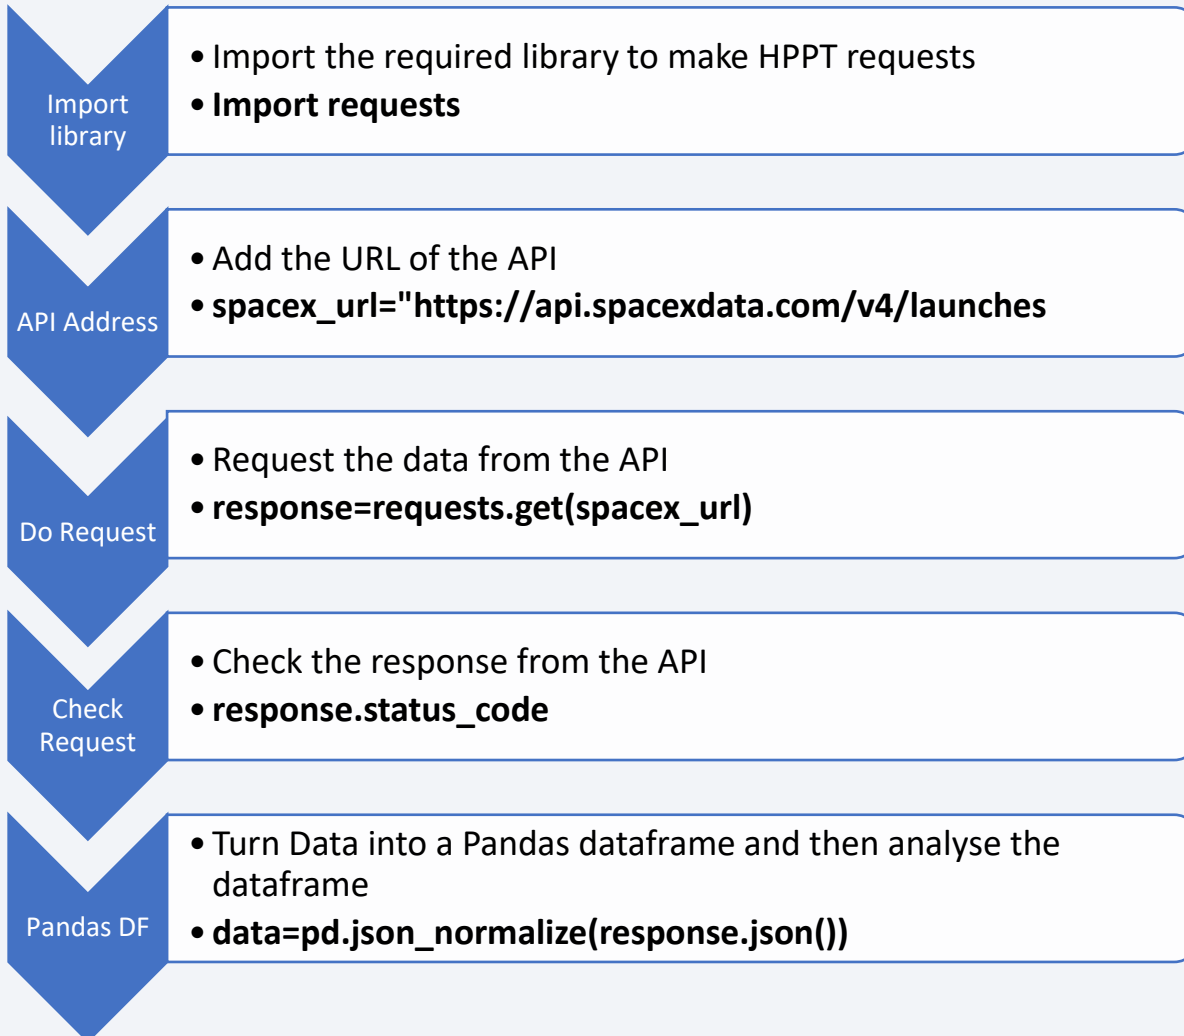 Import
library
• Import the required library to make HPPT requests
• Import requests
API Address
• Add the URL of the API
• spacex_url="https://api.spacexdata.com/v4/launches
Do Request
• Request the data from the API
• response=requests.get(spacex_url)
Check
Request
• Check the response from the API
• response.status_code
Pandas DF
• Turn Data into a Pandas dataframe and then analyse the
dataframe
• data=pd.json_normalize(response.json())